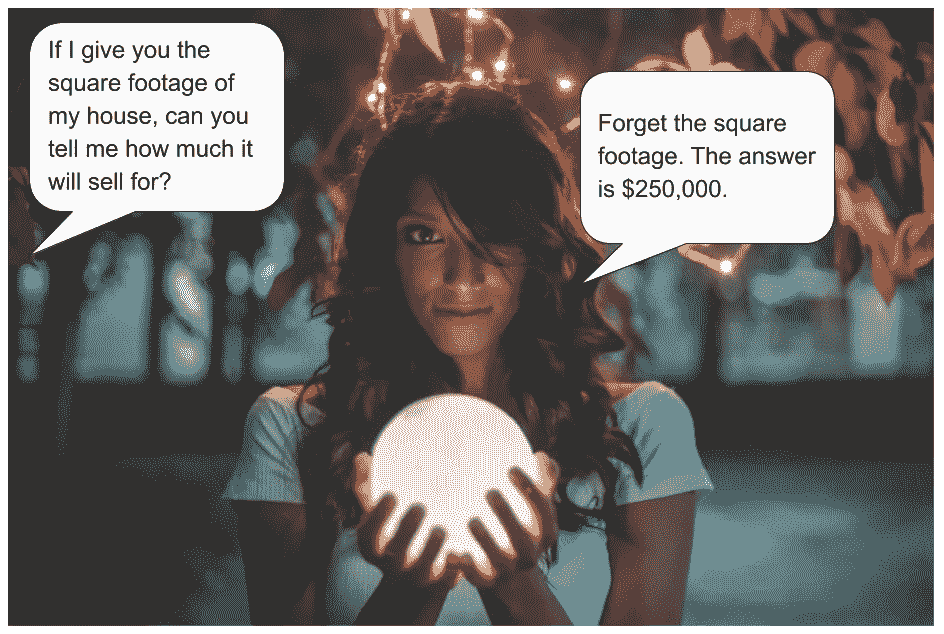 If I give you the
square footage of
my house, can you
tell me how much it
will sell for?
Forget the square
footage. The answer
is $250,000.